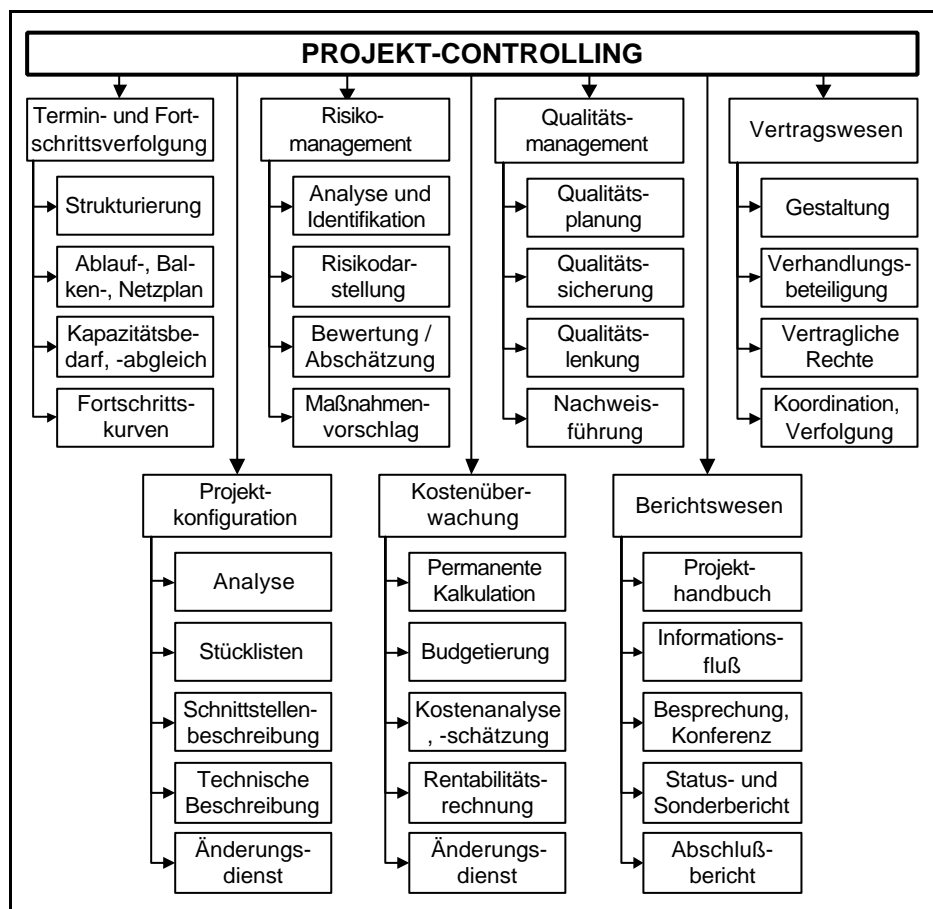 PROJEKT-CONTROLLING
Termin- und Fort-
schrittsverfolgung
Strukturierung
Ablauf-, Bal-
ken-, Netzplan
Kapazitätsbe-
darf, -abgleich
Fortschritts-
kurven
Risiko-
management
Analyse und
Identifikation
Risikodar-
stellung
Bewertung /
Abschätzung
Maßnahmen-
vorschlag
Qualitäts-
management
Qualitäts-
planung
Qualitäts-
sicherung
Qualitäts-
lenkung
Nachweis-
führung
Vertragswesen
Gestaltung
Verhandlungs-
beteiligung
Vertragliche
Rechte
Koordination,
Verfolgung
Projekt-
konfiguration
Analyse
Stücklisten
Schnittstellen-
beschreibung
Technische
Beschreibung
Änderungs-
dienst
Kostenüber-
wachung
Permanente
Kalkulation
Budgetierung
Kostenanalyse
, -schätzung
Rentabilitäts-
rechnung
Änderungs-
dienst
Berichtswesen
Projekt-
handbuch
Informations-
fluß
Besprechung,
Konferenz
Status- und
Sonderbericht
Abschluß-
bericht